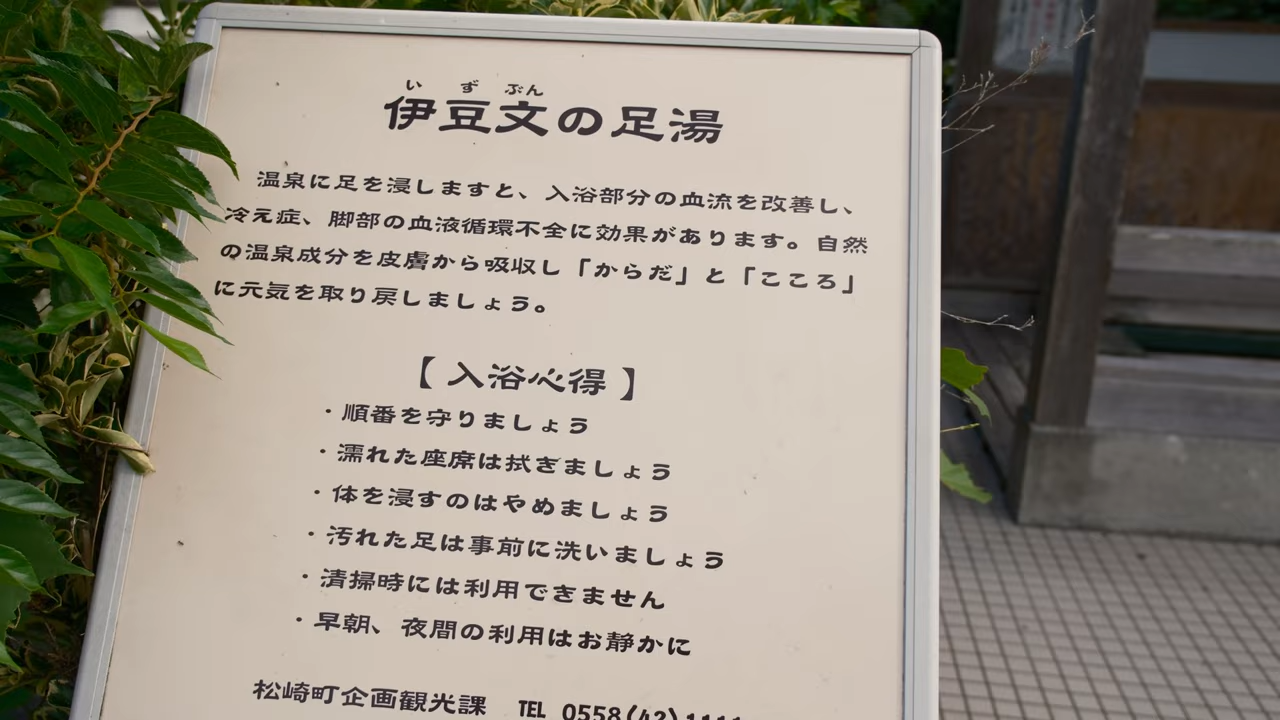 いずぶん
伊豆文の足湯
温泉に足を浸しますと、入浴部分の血流を改善し、
冷え症、脚部の血液循環不全に効果があります。自然
の温泉成分を皮膚から吸収し「からだ」と「こころ」
に元気を取り戻しましょう。
【入浴心得】
・順番を守りましょう
・濡れた座席は拭ぎましょう
・体を浸すのはやめましょう
・汚れた足は事前に洗いましょう
・清掃時には利用できません
・早朝、夜間の利用はお静かに
松崎町企画観光課 TEL 0558(42)